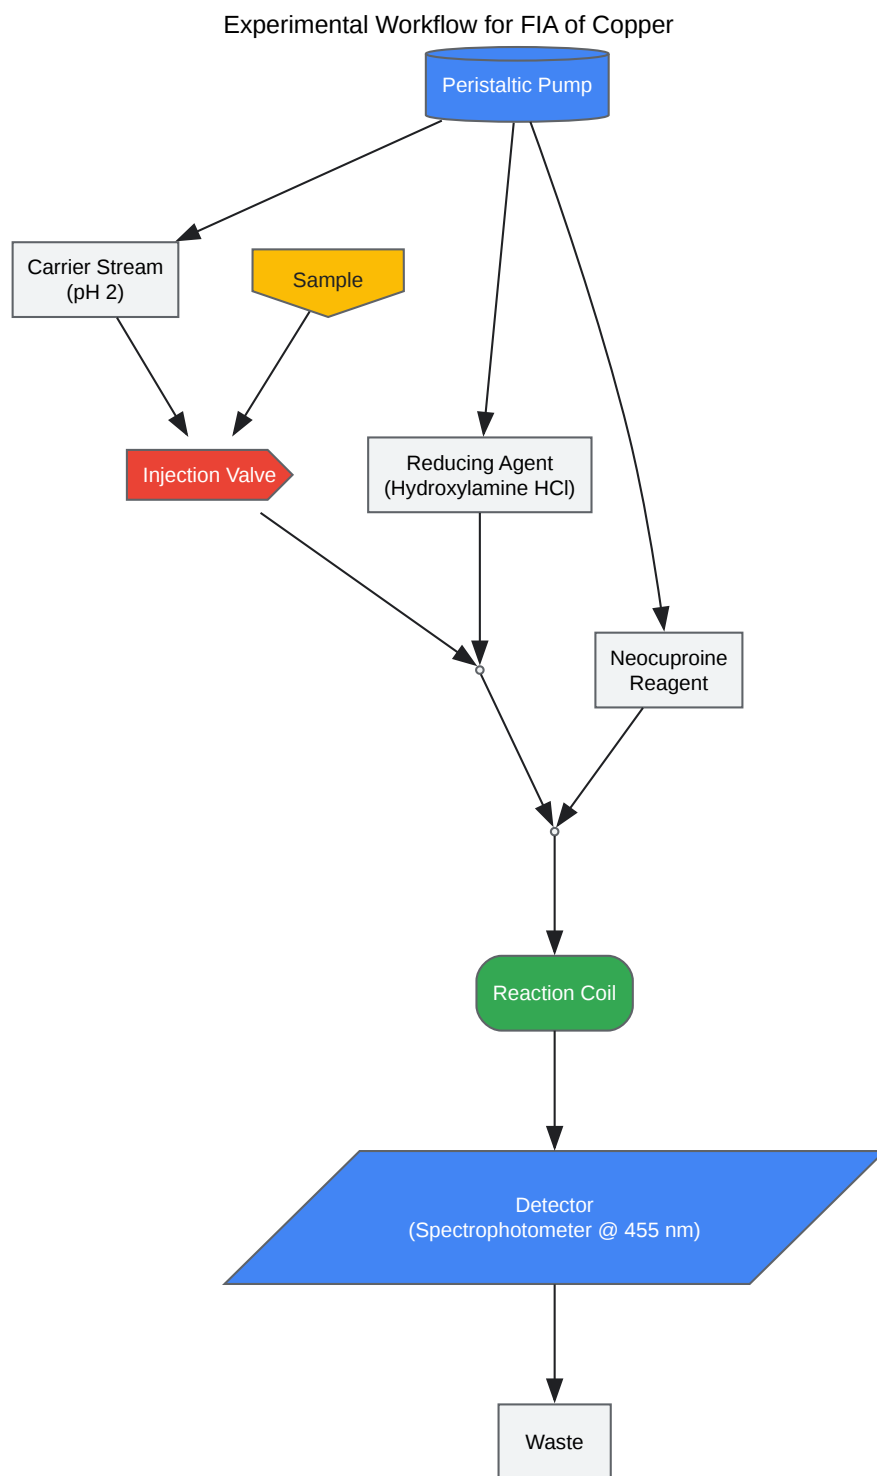 Experimental Workflow for FIA of Copper
Peristaltic Pump
Carrier Stream
(pH 2)
Sample
Injection Valve
Reducing Agent
(Hydroxylamine HCl)
Neocuproine
Reagent
Reaction Coil
Detector
(Spectrophotometer @ 455 nm)
Waste